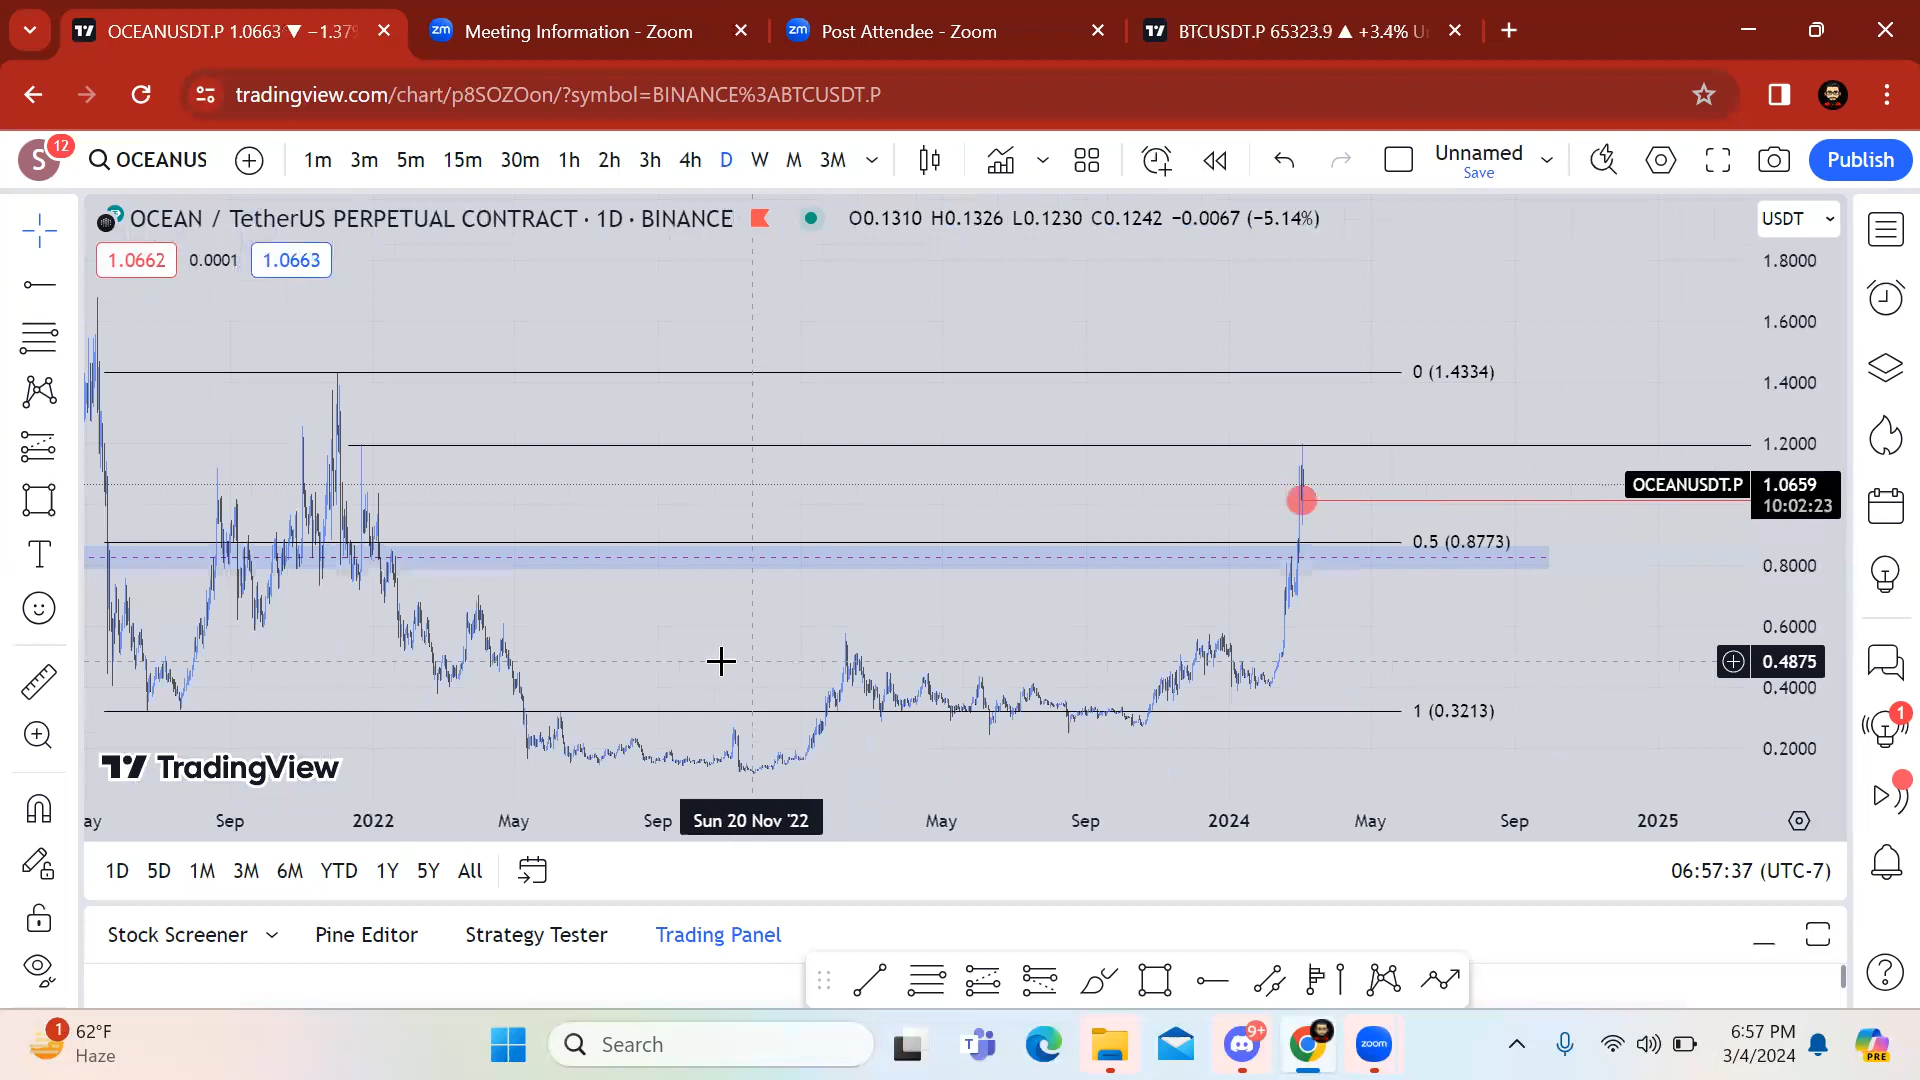 OCEANUSDT.P 1.0663 ▼ −1.37%
Meeting Information - Zoom
Post Attendee - Zoom
BTCUSDT.P 65323.9 ▲ +3.4% U
tradingview.com/chart/p8SOZOon/?symbol=BINANCE%3ABTCUSDT.P
S 12
OCEANUS
1m 3m 5m 15m 30m 1h 2h 3h 4h D W M 3M
Unnamed
Save
Publish
OCEAN / TetherUS PERPETUAL CONTRACT · 1D · BINANCE
O0.1310 H0.1326 L0.1230 C0.1242 −0.0067 (−5.14%)
USDT
1.0662 0.0001 1.0663
1.8000
1.6000
0 (1.4334)
1.4000
1.2000
OCEANUSDT.P 1.0659
10:02:23
0.5 (0.8773)
0.8000
0.6000
0.4875
0.4000
1 (0.3213)
0.2000
TradingView
ay Sep 2022 May Sep Sun 20 Nov '22 May Sep 2024 May Sep 2025
1D 5D 1M 3M 6M YTD 1Y 5Y All
06:57:37 (UTC-7)
Stock Screener Pine Editor Strategy Tester Trading Panel
1
62°F
Haze
Search
9+
zoom
6:57 PM
3/4/2024
PRE